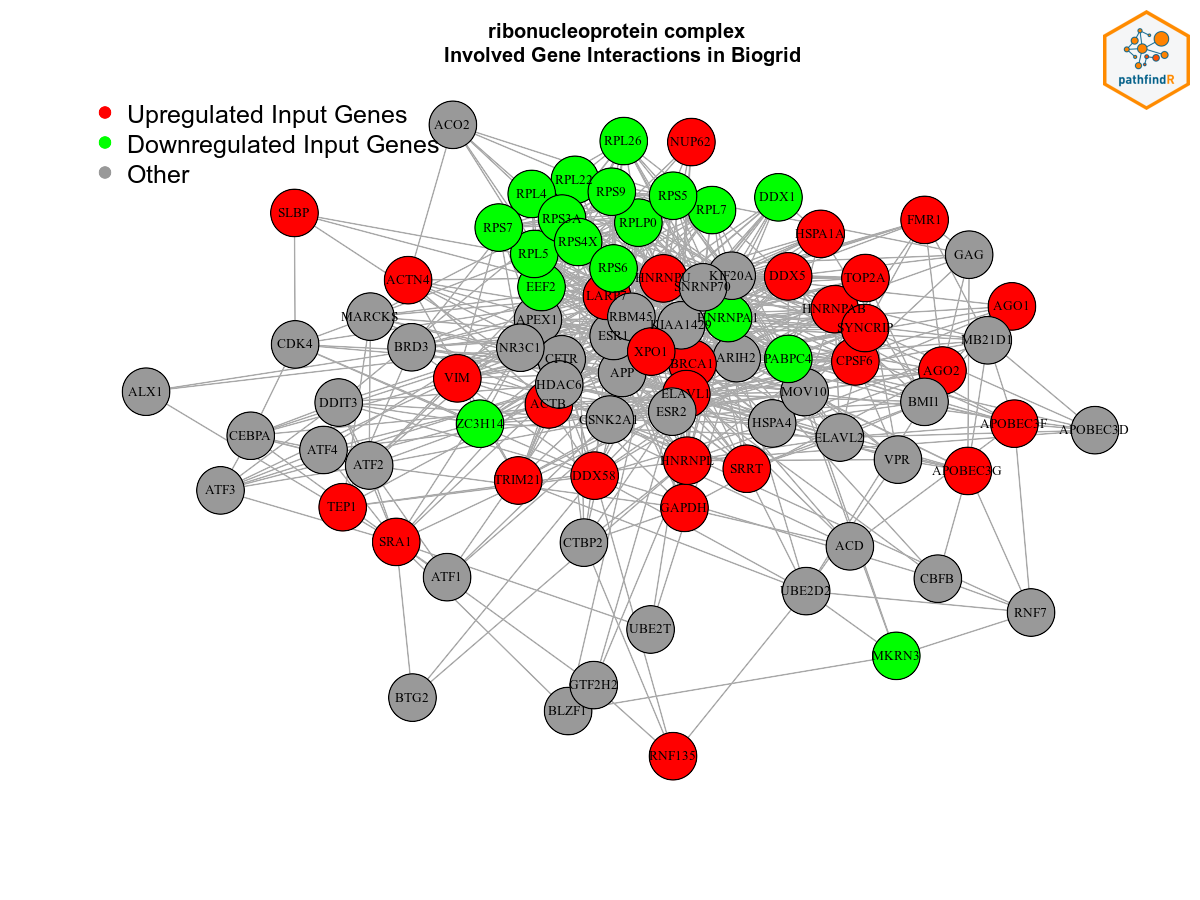 ribonucleoprotein complex
Involved Gene Interactions in Biogrid
pathfindR
Upregulated Input Genes
Downregulated Input Genes
Other
ACO2
RPL26
NUP62
RPL22
RPL4
RPS9
RPS5
DDX1
SLBP
RPS3A
RPLP0
RPL7
FMR1
RPS7
HSPA1A
RPS4X
RPL5
GAG
RPS6
ACTN4
HNRNPU
KIF20A
DDX5
TOP2A
EEF2
LARP7
SNRNP70
AGO1
MARCKS
APEX1
RBM45
KIAA1429
HNRNPA1
HNRNPAB
SYNCRIP
CDK4
BRD3
NR3C1
ESR1
MB21D1
CFTR
XPO1
BRCA1
ARIH2
PABPC4
CPSF6
AGO2
ALX1
VIM
HDAC6
APP
MOV10
DDIT3
ACTB
ELAVL1
BMI1
ZC3H14
CSNK2A1
ESR2
HSPA4
APOBEC3F
APOBEC3D
CEBPA
ELAVL2
ATF4
ATF2
HNRNPL
VPR
ATF3
TRIM21
DDX58
SRRT
APOBEC3G
TEP1
GAPDH
SRA1
CTBP2
ACD
ATF1
UBE2D2
CBFB
RNF7
UBE2T
MKRN3
BTG2
GTF2H2
BLZF1
RNF135